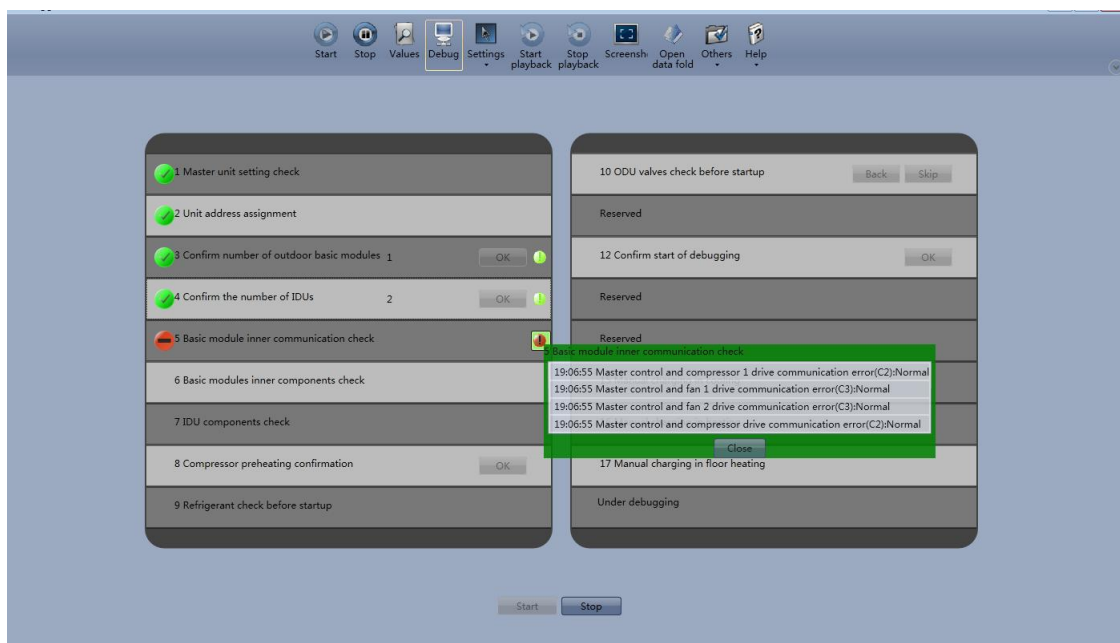 Start
Stop
Values
Debug
Settings
Start playback
Stop playback
Screensh
Open data fold
Others
Help
1 Master unit setting check
2 Unit address assignment
3 Confirm number of outdoor basic modules 1 OK
4 Confirm the number of IDUs 2 OK
5 Basic module inner communication check
6 Basic modules inner components check
7 IDU components check
8 Compressor preheating confirmation OK
9 Refrigerant check before startup
10 ODU valves check before startup Back Skip
Reserved
12 Confirm start of debugging OK
Reserved
Reserved
5 Basic module inner communication check
19:06:55 Master control and compressor 1 drive communication error(C2):Normal
19:06:55 Master control and fan 1 drive communication error(C3):Normal
19:06:55 Master control and fan 2 drive communication error(C3):Normal
19:06:55 Master control and compressor drive communication error(C2):Normal
Close
17 Manual charging in floor heating
Under debugging
Start Stop